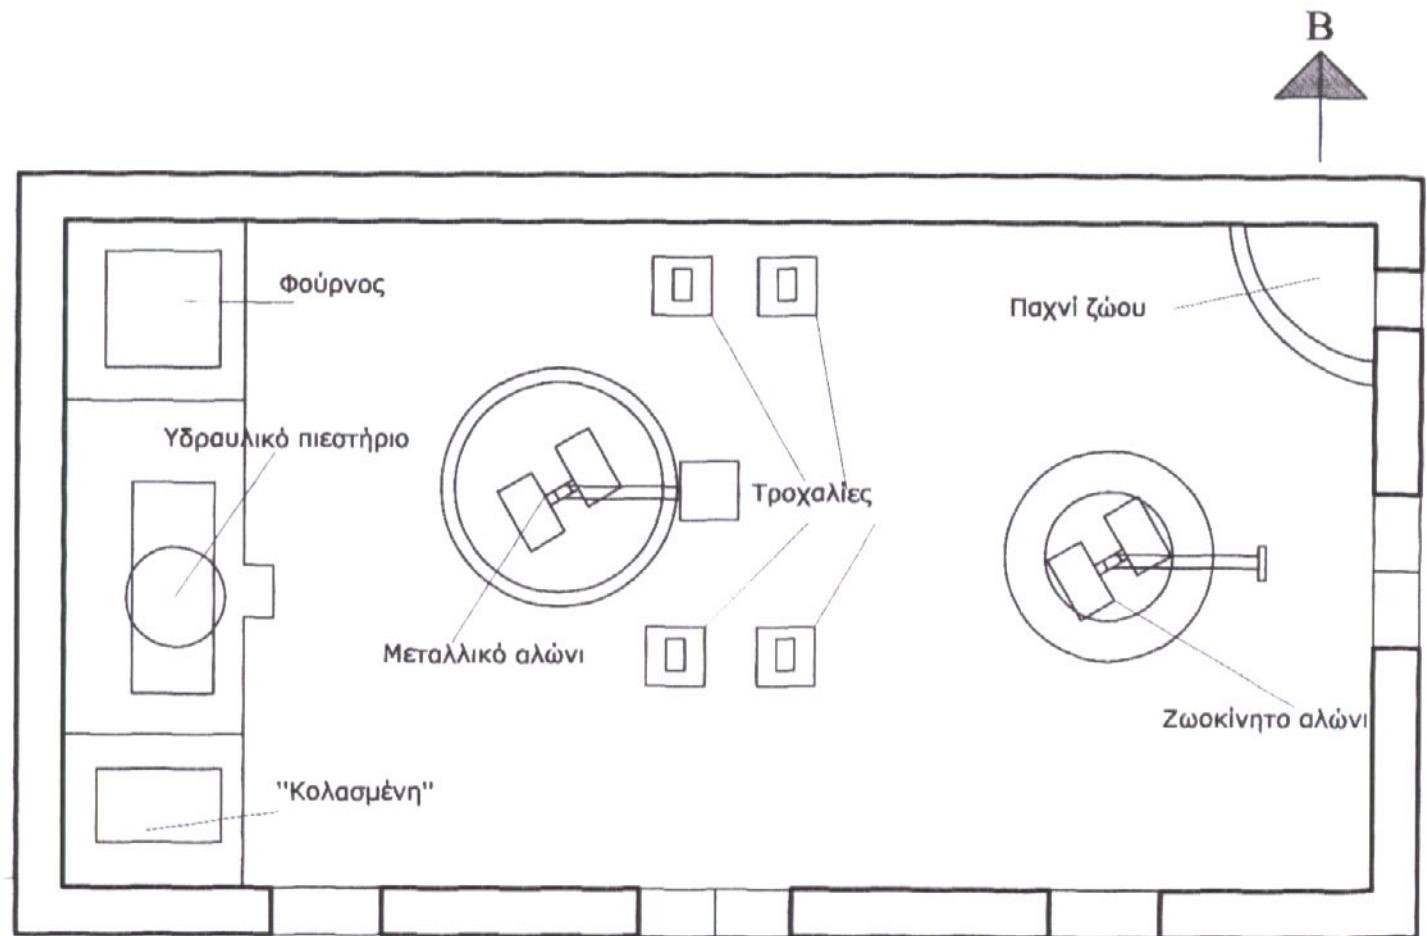 Β
Φούρνος
Παχνί ζώου
Υδραυλικό πιεστήριο
Τροχαλίες
Μεταλλικό αλώνι
Ζωοκίνητο αλώνι
"Κολασμένη"